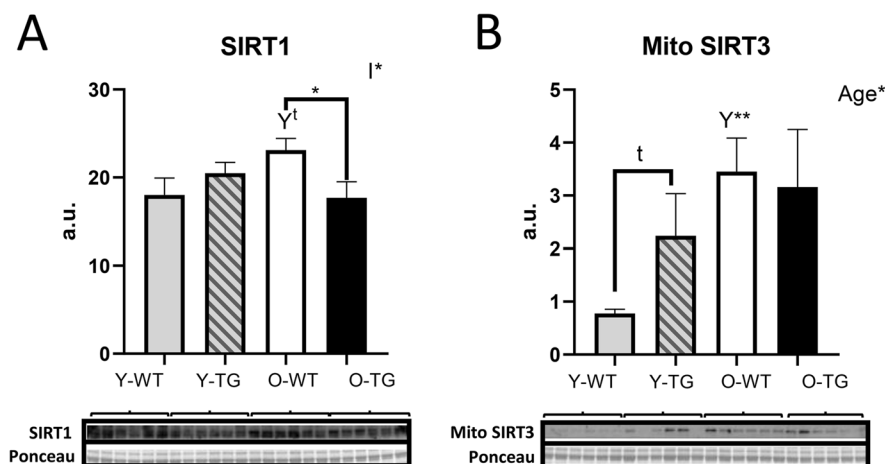 A
SIRT1
I*
*
Yᵗ
30
20
10
0
a.u.
Y-WT
Y-TG
O-WT
O-TG
SIRT1
Ponceau
B
Mito SIRT3
Age*
Y**
t
5
4
3
2
1
0
a.u.
Y-WT
Y-TG
O-WT
O-TG
Mito SIRT3
Ponceau